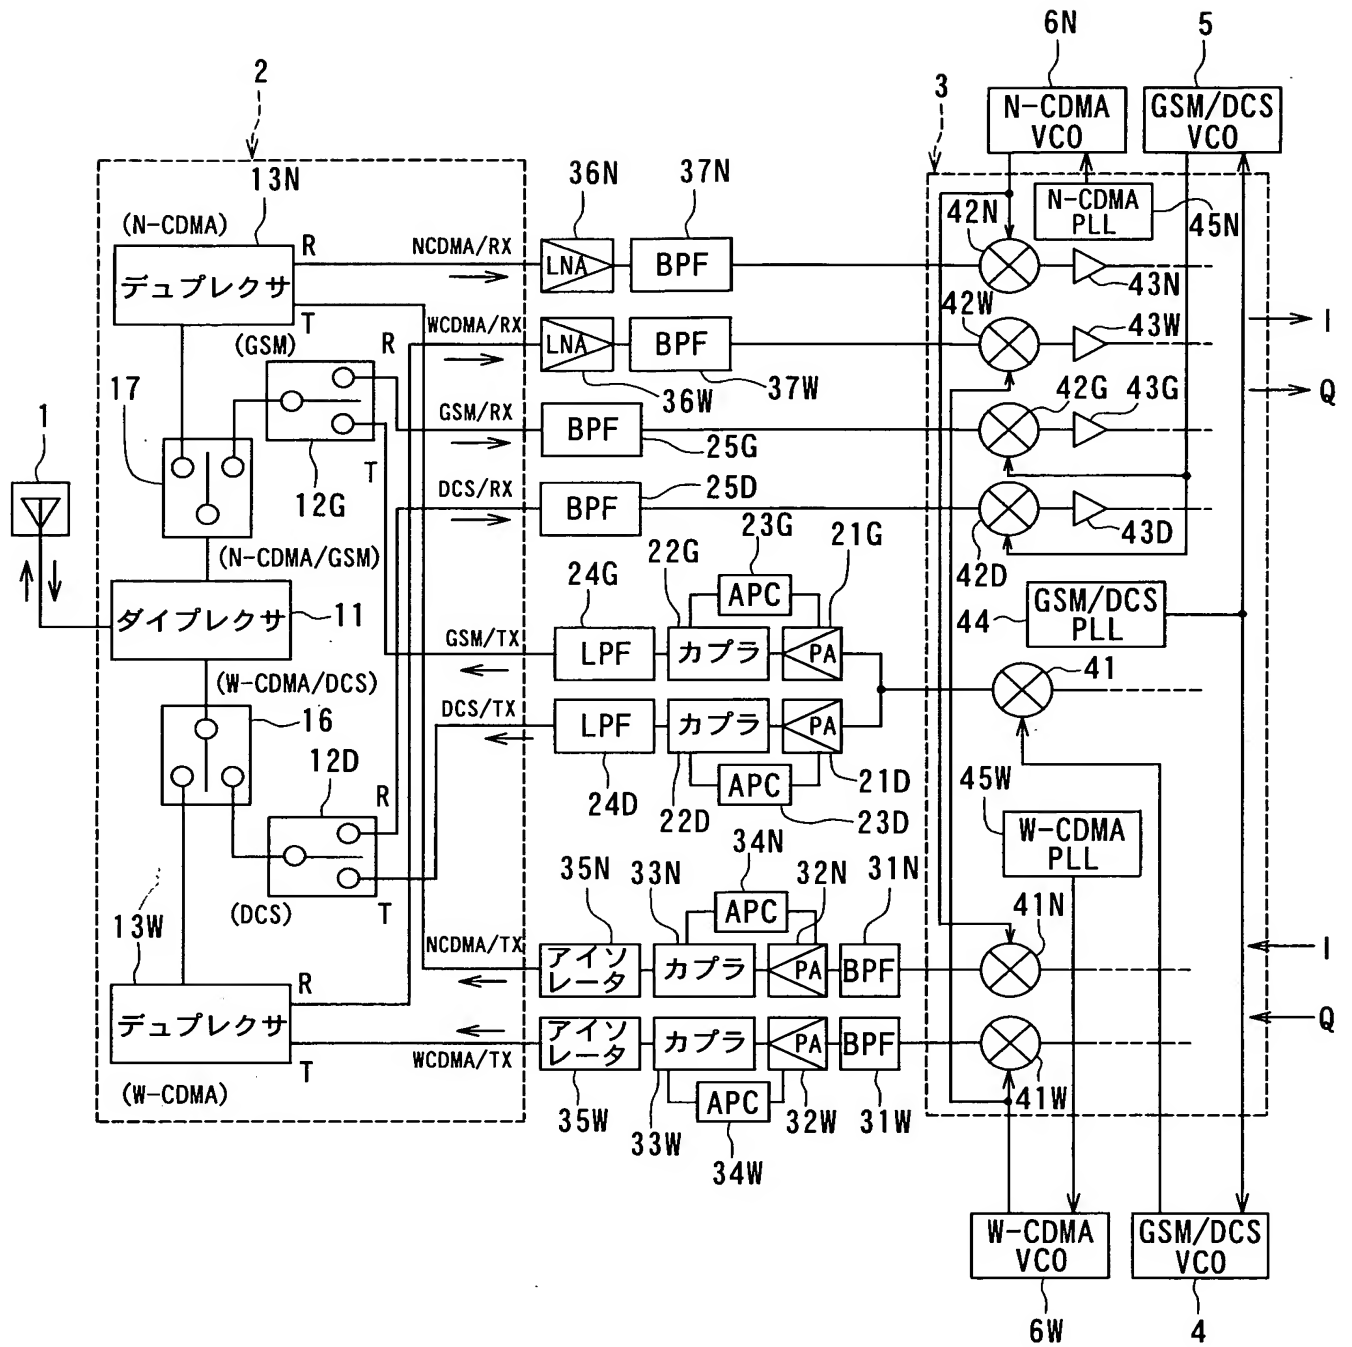 6N
5
2
3
N-CDMA
VCO
GSM/DCS
VCO
13N
36N
37N
N-CDMA
PLL
45N
(N-CDMA)
R
NCDMA/RX
LNA
BPF
42N
43N
デュプレクサ
T
WCDMA/RX
LNA
BPF
42W
43W
I
(GSM)
R
36W
37W
17
GSM/RX
BPF
25G
42G
43G
Q
1
12G
T
DCS/RX
BPF
25D
42D
43D
(N-CDMA/GSM)
24G
22G
23G
21G
APC
44
GSM/DCS
PLL
ダイプレクサ
11
GSM/TX
LPF
カプラ
PA
41
(W-CDMA/DCS)
16
DCS/TX
LPF
カプラ
PA
12D
R
24D
22D
APC
23D
21D
45W
W-CDMA
PLL
(DCS)
T
35N
33N
34N
32N
31N
APC
41N
13W
NCDMA/TX
アイソ
レータ
カプラ
PA
BPF
I
R
デュプレクサ
T
WCDMA/TX
アイソ
レータ
カプラ
PA
BPF
41W
Q
(W-CDMA)
35W
33W
APC
34W
32W
31W
W-CDMA
VCO
GSM/DCS
VCO
6W
4